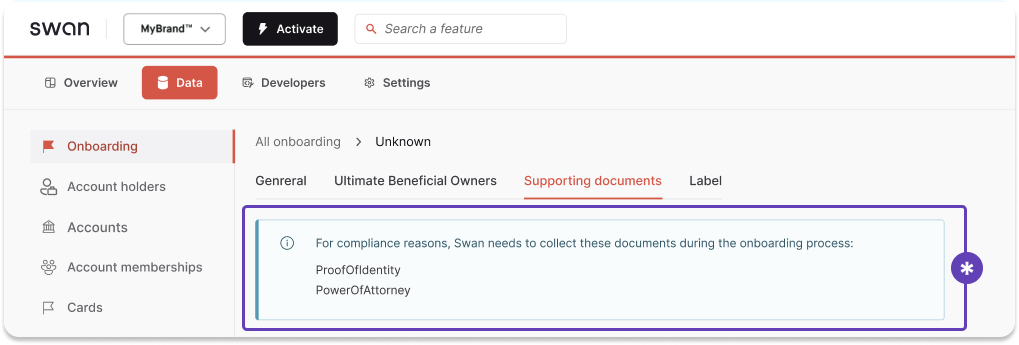 swan
MyBrand™
Activate
Search a feature
Overview
Data
Developers
Settings
Onboarding
Account holders
Accounts
Account memberships
Cards
All onboarding > Unknown
Genreral
Ultimate Beneficial Owners
Supporting documents
Label
For compliance reasons, Swan needs to collect these documents during the onboarding process:
ProofOfIdentity
PowerOfAttorney